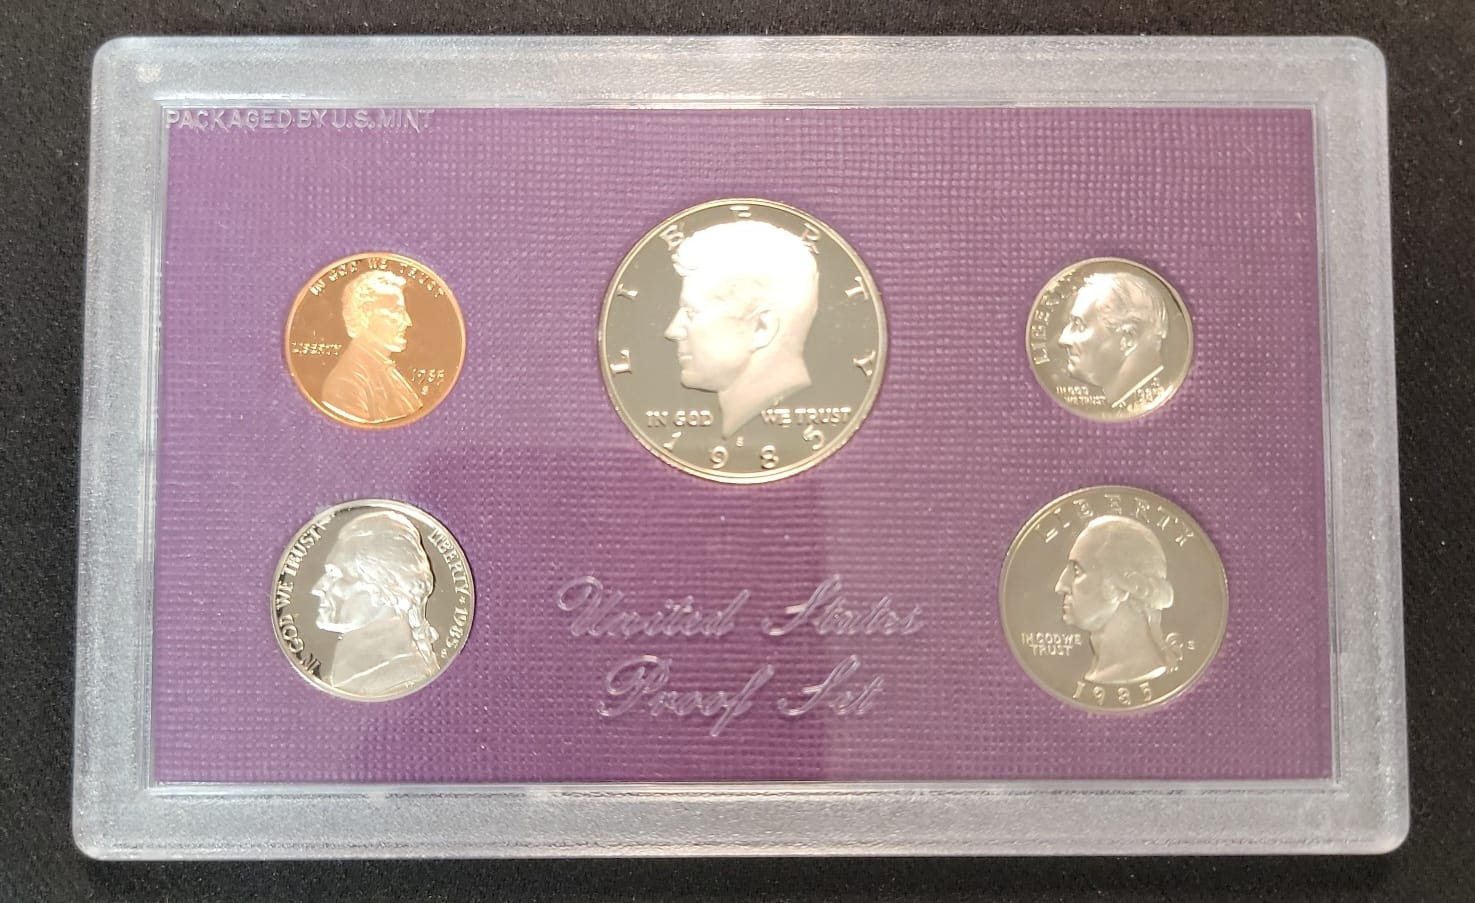 PACKAGED BY U.S. MINT
IN GOD WE TRUST
LIBERTY
1985
S
LIBERTY
IN GOD WE TRUST
S
1985
LIBERTY
IN GOD
WE TRUST
1985
S
IN GOD WE TRUST
LIBERTY * 1985
S
LIBERTY
IN GOD WE
TRUST
S
1985
United States
Proof Set